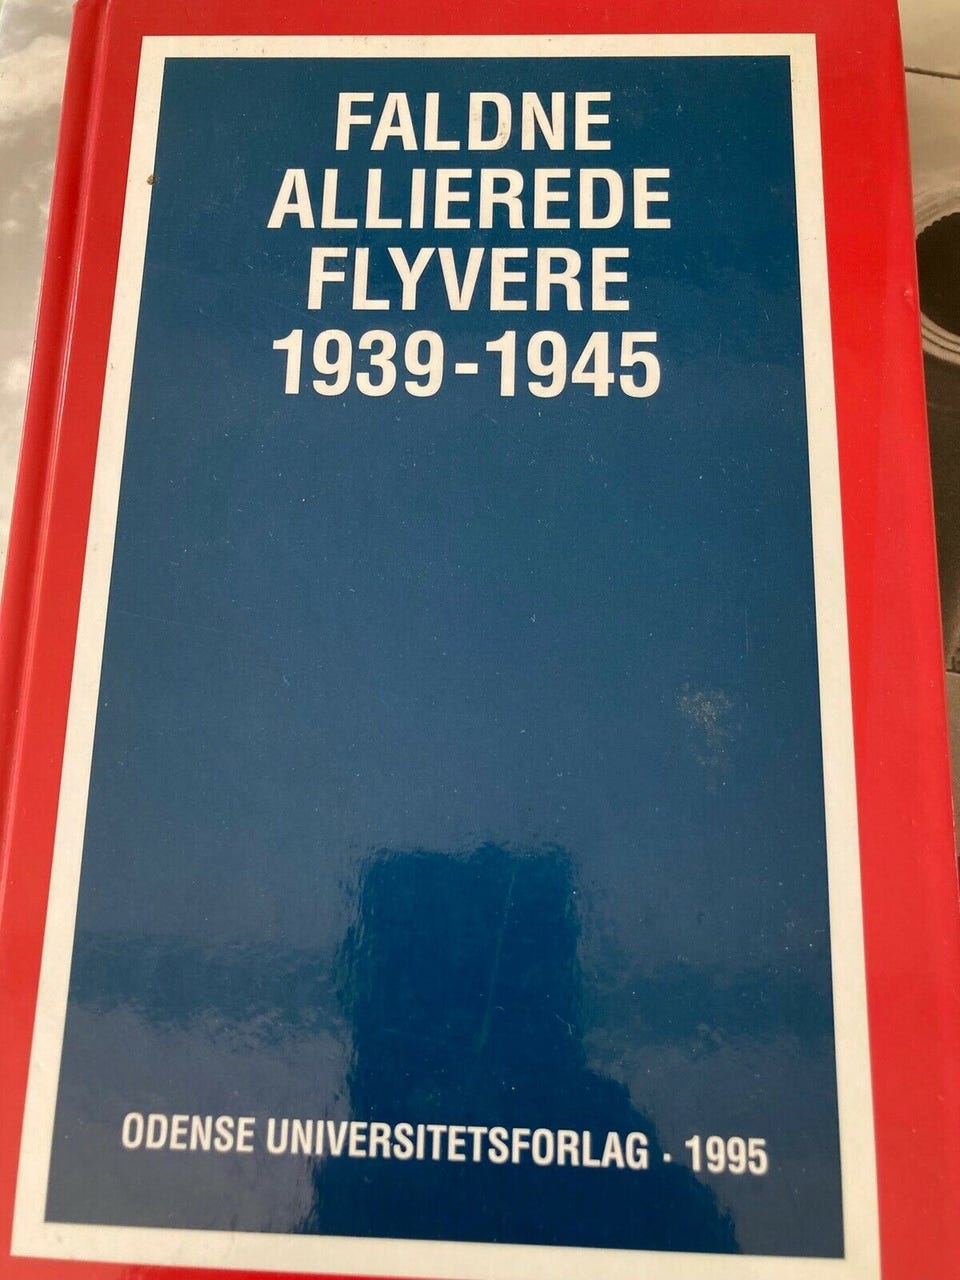 FALDNE
ALLIEREDE
FLYVERE
1939-1945
ODENSE UNIVERSITETSFORLAG · 1995